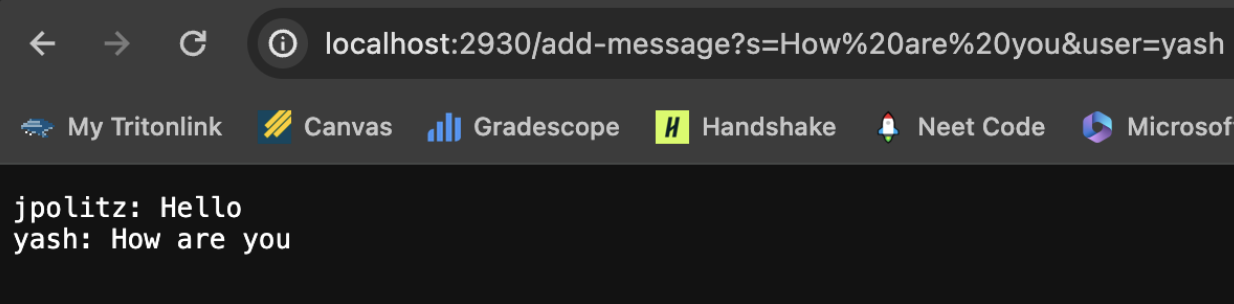 localhost:2930/add-message?s=How%20are%20you&user=yash
My Tritonlink Canvas Gradescope Handshake Neet Code Microsof
jpolitz: Hello
yash: How are you